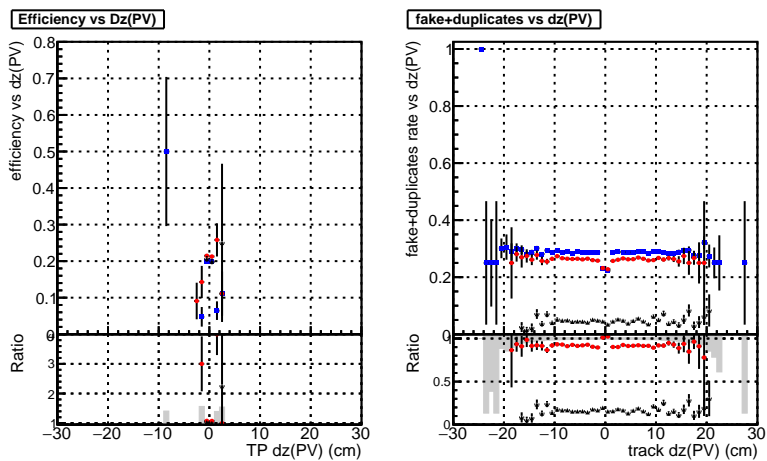 Efficiency vs Dz(PV)
efficiency vs dz(PV)
0.8
0.7
0.6
0.5
0.4
0.3
0.2
0.1
0
Ratio
4
3
2
1
−30 −20 −10 0 10 20 30
TP dz(PV) (cm)
fake+duplicates vs dz(PV)
fake+duplicates rate vs dz(PV)
1
0.8
0.6
0.4
0.2
0
Ratio
1
0.5
0
−30 −20 −10 0 10 20 30
track dz(PV) (cm)